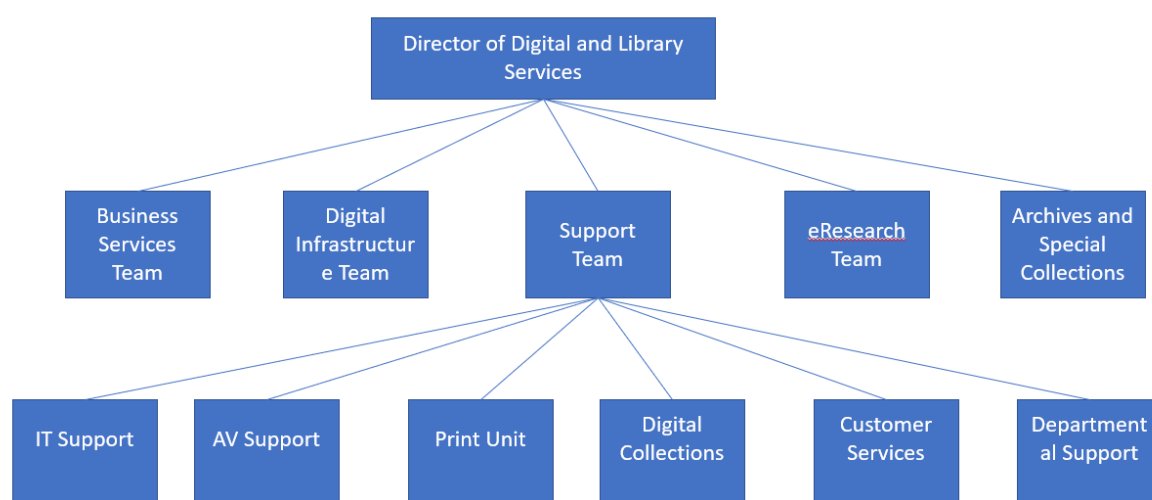 Director of Digital and Library
Services
Business
Services
Team
Digital
Infrastructur
e Team
Support
Team
eResearch
Team
Archives and
Special
Collections
IT Support
AV Support
Print Unit
Digital
Collections
Customer
Services
Department
al Support